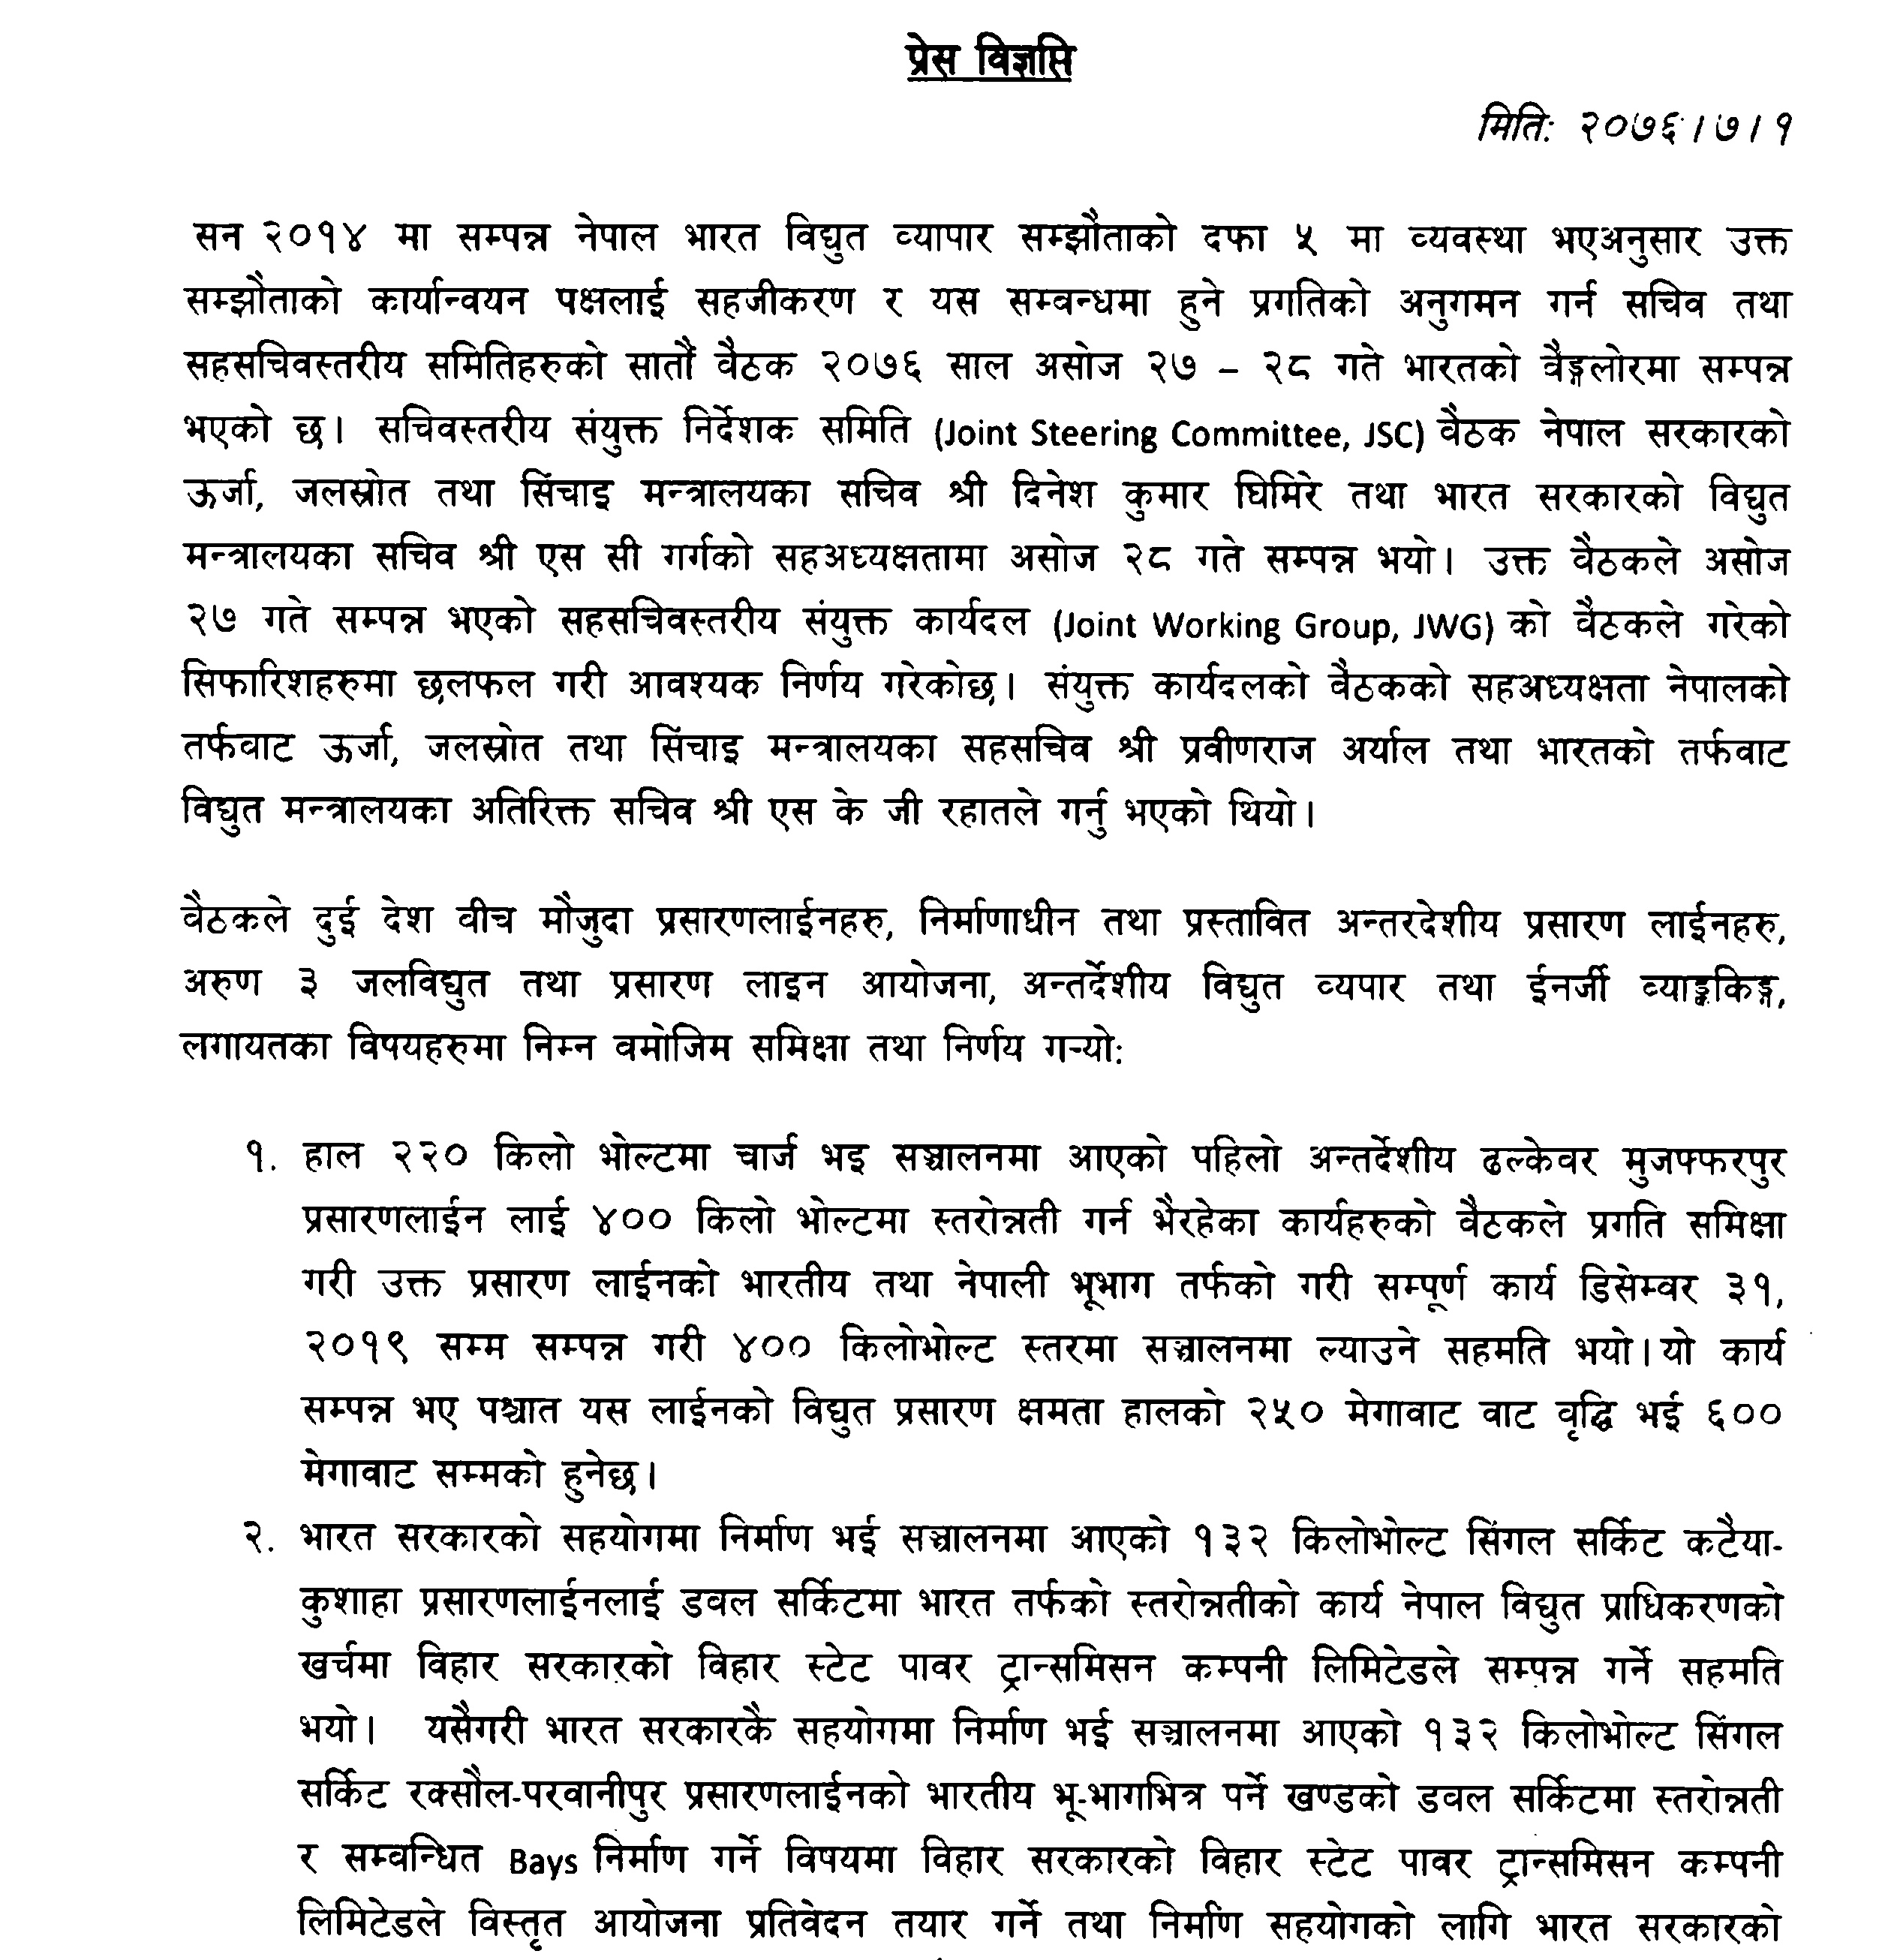 प्रेस विज्ञप्ति
मितिः २०७६।७।१
सन २०१४ मा सम्पन्न नेपाल भारत विद्युत व्यापार सम्झौताको दफा ५ मा व्यवस्था भएअनुसार उक्त
सम्झौताको कार्यान्वयन पक्षलाई सहजीकरण र यस सम्बन्धमा हुने प्रगतिको अनुगमन गर्न सचिव तथा
सहसचिवस्तरीय समितिहरुको सातौं वैठक २०७६ साल असोज २७ – २८ गते भारतको वैङ्गलोरमा सम्पन्न
भएको छ। सचिवस्तरीय संयुक्त निर्देशक समिति (Joint Steering Committee, JSC) वैठक नेपाल सरकारको
ऊर्जा, जलस्रोत तथा सिंचाइ मन्त्रालयका सचिव श्री दिनेश कुमार घिमिरे तथा भारत सरकारको विद्युत
मन्त्रालयका सचिव श्री एस सी गर्गको सहअध्यक्षतामा असोज २८ गते सम्पन्न भयो। उक्त वैठकले असोज
२७ गते सम्पन्न भएको सहसचिवस्तरीय संयुक्त कार्यदल (Joint Working Group, JWG) को वैठकले गरेको
सिफारिशहरुमा छलफल गरी आवश्यक निर्णय गरेकोछ। संयुक्त कार्यदलको वैठकको सहअध्यक्षता नेपालको
तर्फवाट ऊर्जा, जलस्रोत तथा सिंचाइ मन्त्रालयका सहसचिव श्री प्रवीणराज अर्याल तथा भारतको तर्फवाट
विद्युत मन्त्रालयका अतिरिक्त सचिव श्री एस के जी रहातले गर्नु भएको थियो।
वैठकले दुई देश वीच मौजुदा प्रसारणलाईनहरु, निर्माणाधीन तथा प्रस्तावित अन्तरदेशीय प्रसारण लाईनहरु,
अरुण ३ जलविद्युत तथा प्रसारण लाइन आयोजना, अन्तर्देशीय विद्युत व्यपार तथा ईनर्जी व्याङ्ककिङ्ग,
लगायतका विषयहरुमा निम्न वमोजिम समिक्षा तथा निर्णय गऱ्यो:
१. हाल २२० किलो भोल्टमा चार्ज भइ सञ्चालनमा आएको पहिलो अन्तर्देशीय ढल्केवर मुजफ्फरपुर
प्रसारणलाईन लाई ४०० किलो भोल्टमा स्तरोन्नती गर्न भैरहेका कार्यहरुको वैठकले प्रगति समिक्षा
गरी उक्त प्रसारण लाईनको भारतीय तथा नेपाली भूभाग तर्फको गरी सम्पूर्ण कार्य डिसेम्वर ३१,
२०१९ सम्म सम्पन्न गरी ४०० किलोभोल्ट स्तरमा सञ्चालनमा ल्याउने सहमति भयो। यो कार्य
सम्पन्न भए पश्चात यस लाईनको विद्युत प्रसारण क्षमता हालको २५० मेगावाट वाट वृद्धि भई ६००
मेगावाट सम्मको हुनेछ।
२. भारत सरकारको सहयोगमा निर्माण भई सञ्चालनमा आएको १३२ किलोभोल्ट सिंगल सर्किट कटैया-
कुशाहा प्रसारणलाईनलाई डवल सर्किटमा भारत तर्फको स्तरोन्नतीको कार्य नेपाल विद्युत प्राधिकरणको
खर्चमा विहार सरकारको विहार स्टेट पावर ट्रान्समिसन कम्पनी लिमिटेडले सम्पन्न गर्ने सहमति
भयो। यसैगरी भारत सरकारकै सहयोगमा निर्माण भई सञ्चालनमा आएको १३२ किलोभोल्ट सिंगल
सर्किट रक्सौल-परवानीपुर प्रसारणलाईनको भारतीय भू-भागभित्र पर्ने खण्डको डवल सर्किटमा स्तरोन्नती
र सम्वन्धित Bays निर्माण गर्ने विषयमा विहार सरकारको विहार स्टेट पावर ट्रान्समिसन कम्पनी
लिमिटेडले विस्तृत आयोजना प्रतिवेदन तयार गर्ने तथा निर्माण सहयोगको लागि भारत सरकारको